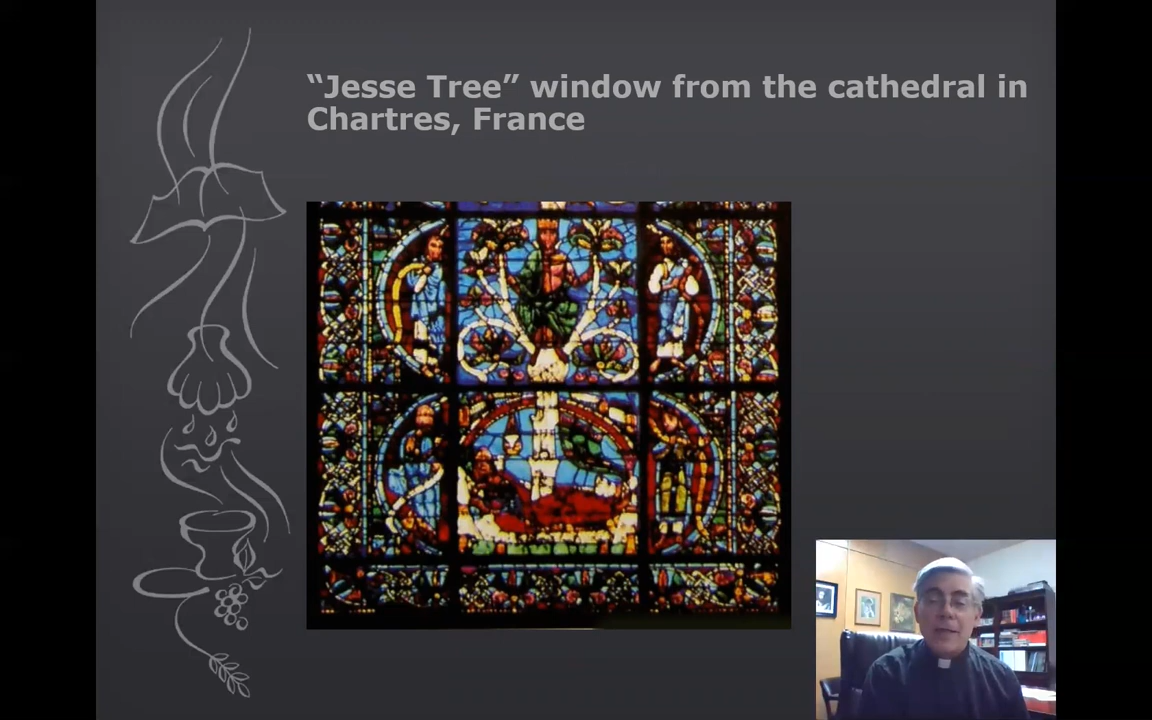 “Jesse Tree” window from the cathedral in
Chartres, France